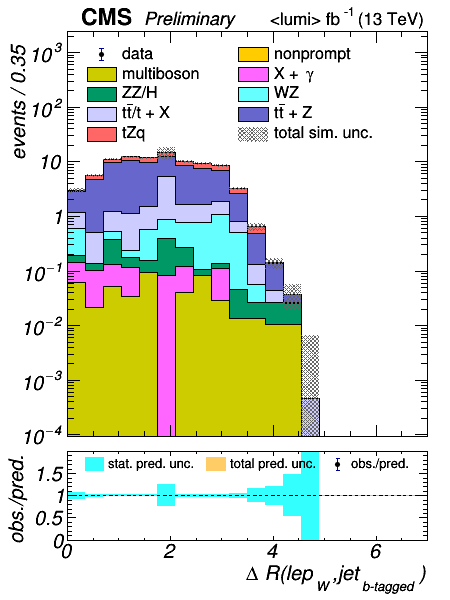 CMS Preliminary <lumi> fb⁻¹ (13 TeV)
events / 0.35
10³
10²
10
1
10⁻¹
10⁻²
10⁻³
10⁻⁴
data
nonprompt
multiboson
X + γ
ZZ/H
WZ
tt̄/t + X
tt̄ + Z
tZq
total sim. unc.
obs./pred.
1.5
1
0.5
0
stat. pred. unc.
total pred. unc.
obs./pred.
0 2 4 6
Δ R(lep_W, jet_b-tagged)